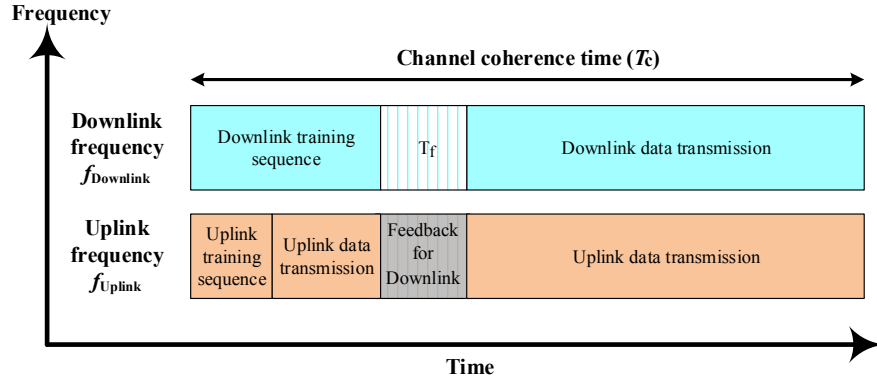 Frequency
Channel coherence time (Tc)
Downlink
frequency
fDownlink
Downlink training
sequence
Tf
Downlink data transmission
Uplink
frequency
fUplink
Uplink
training
sequence
Uplink data
transmission
Feedback
for
Downlink
Uplink data transmission
Time